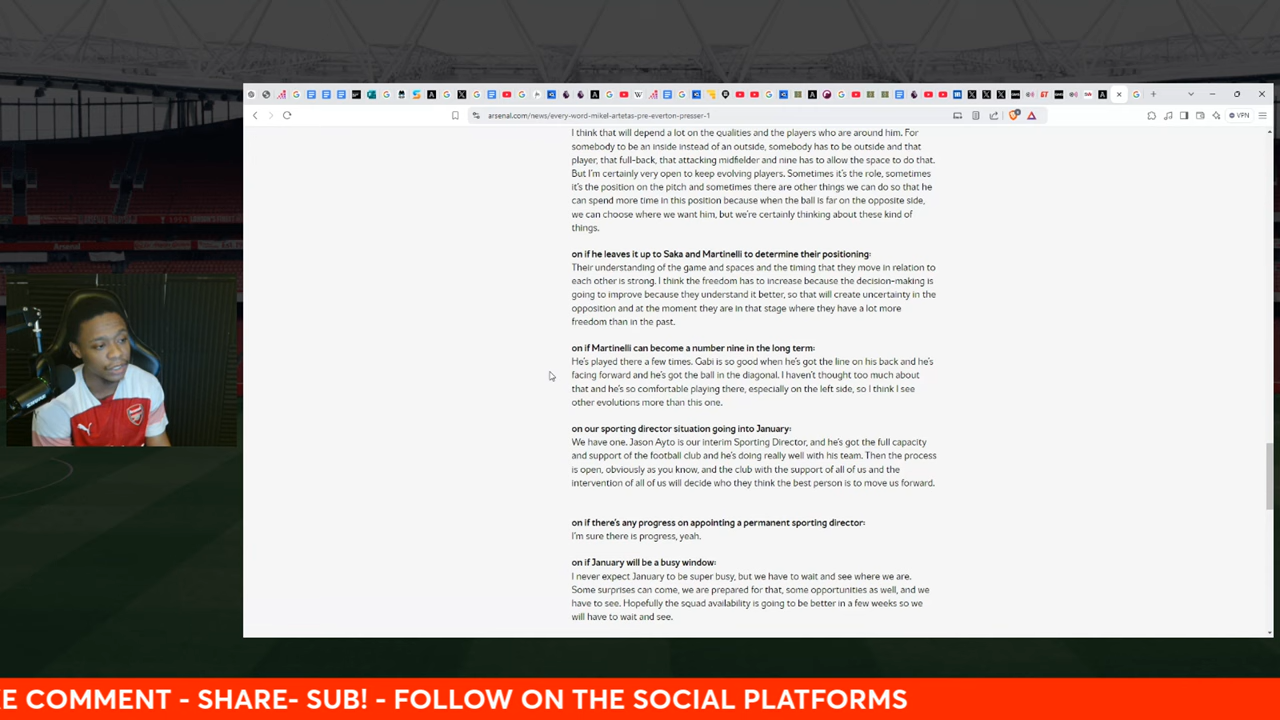 arsenal.com/news/every-word-mikel-artetas-pre-everton-presser-1
VPN
I think that will depend a lot on the qualities and the players who are around him. For
somebody to be an inside instead of an outside, somebody has to be outside and that
player, that full-back, that attacking midfielder and nine has to allow the space to do that.
But I'm certainly very open to keep evolving players. Sometimes it's the role, sometimes
it's the position on the pitch and sometimes there are other things we can do so that he
can spend more time in this position because when the ball is far on the opposite side,
we can choose where we want him, but we're certainly thinking about these kind of
things.
on if he leaves it up to Saka and Martinelli to determine their positioning:
Their understanding of the game and spaces and the timing that they move in relation to
each other is strong. I think the freedom has to increase because the decision-making is
going to improve because they understand it better, so that will create uncertainty in the
opposition and at the moment they are in that stage where they have a lot more
freedom than in the past.
on if Martinelli can become a number nine in the long term:
He's played there a few times. Gabi is so good when he's got the line on his back and he's
facing forward and he's got the ball in the diagonal. I haven't thought too much about
that and he's so comfortable playing there, especially on the left side, so I think I see
other evolutions more than this one.
on our sporting director situation going into January:
We have one. Jason Ayto is our interim Sporting Director, and he's got the full capacity
and support of the football club and he's doing really well with his team. Then the process
is open, obviously as you know, and the club with the support of all of us and the
intervention of all of us will decide who they think the best person is to move us forward.
on if there's any progress on appointing a permanent sporting director:
I'm sure there is progress, yeah.
on if January will be a busy window:
I never expect January to be super busy, but we have to wait and see where we are.
Some surprises can come, we are prepared for that, some opportunities as well, and we
have to see. Hopefully the squad availability is going to be better in a few weeks so we
will have to wait and see.
E COMMENT - SHARE- SUB! - FOLLOW ON THE SOCIAL PLATFORMS